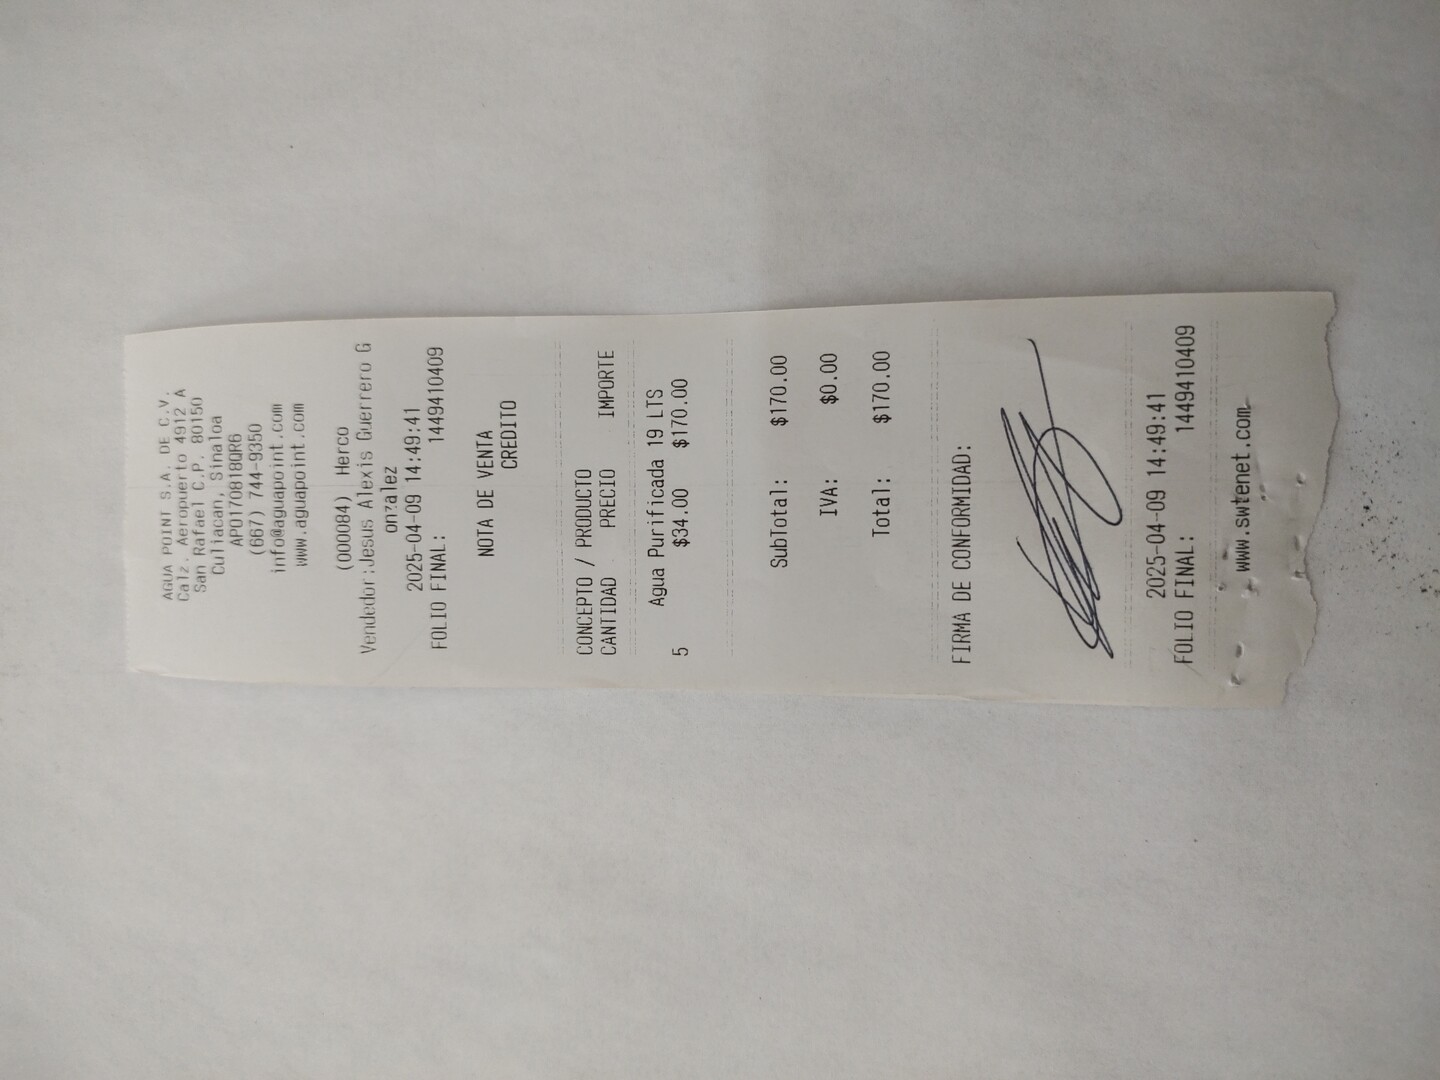 AGUA POINT S.A. DE C.V.
Calz. Aeropuerto 4912 A
San Rafael C.P. 80150
Culiacan, Sinaloa
APO170818QR6
(667) 744-9350
info@aguapoint.com
www.aguapoint.com
(000084) Herco
Vendedor:Jesus Alexis Guerrero G
on?alez
2025-04-09 14:49:41
FOLIO FINAL: 1449410409
NOTA DE VENTA
CREDITO
CONCEPTO / PRODUCTO
CANTIDAD PRECIO IMPORTE
Agua Purificada 19 LTS
5 $34.00 $170.00
SubTotal: $170.00
IVA: $0.00
Total: $170.00
FIRMA DE CONFORMIDAD:
2025-04-09 14:49:41
FOLIO FINAL: 1449410409
www.swtenet.com